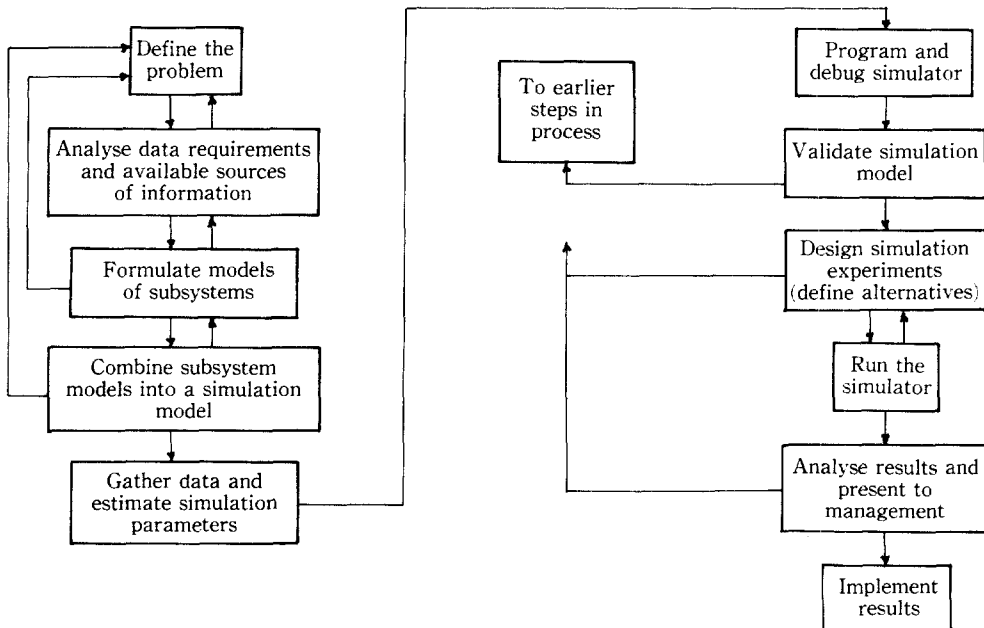 Define the
problem
Analyse data requirements
and available sources
of information
Formulate models
of subsystems
Combine subsystem
models into a simulation
model
Gather data and
estimate simulation
parameters
To earlier
steps in
process
Program and
debug simulator
Validate simulation
model
Design simulation
experiments
(define alternatives)
Run the
simulator
Analyse results and
present to
management
Implement
results